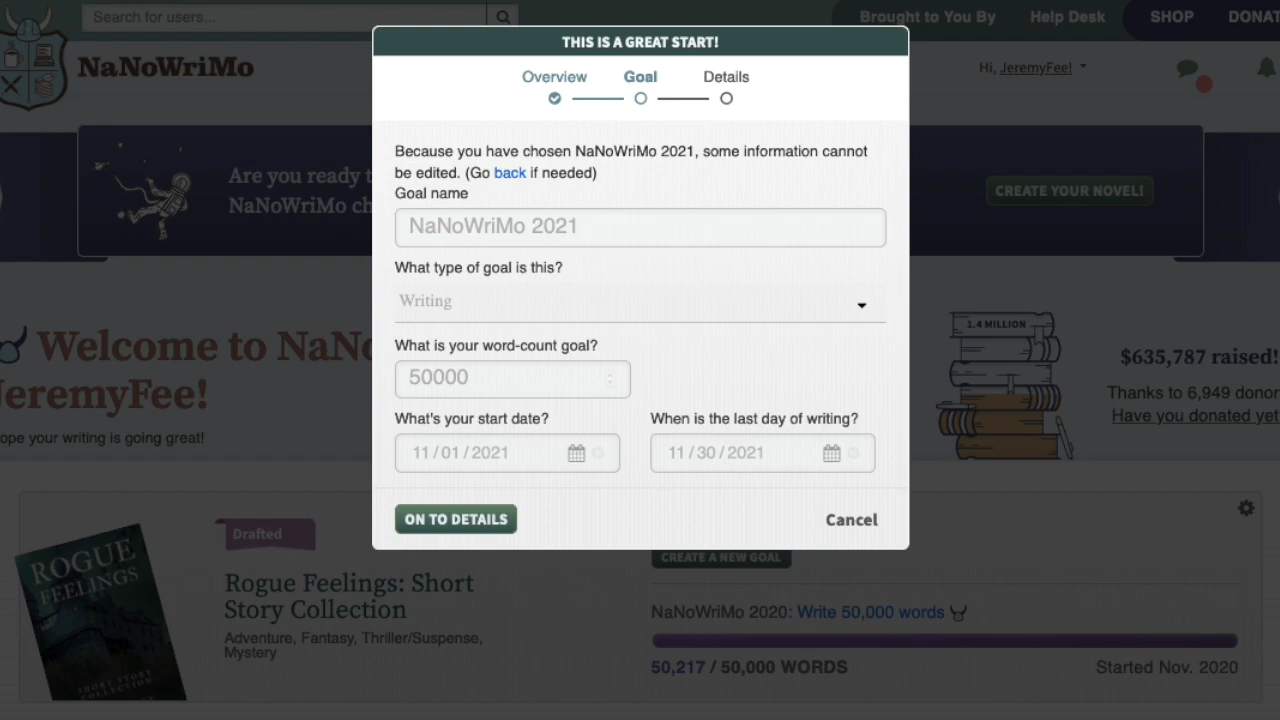 Search for users...
Brought to You By
Help Desk
SHOP
DONAT
NaNoWriMo
Hi, JeremyFee!
THIS IS A GREAT START!
Overview
Goal
Details
Because you have chosen NaNoWriMo 2021, some information cannot
be edited. (Go back if needed)
Goal name
NaNoWriMo 2021
What type of goal is this?
Writing
What is your word-count goal?
50000
What's your start date?
When is the last day of writing?
11/01/2021
11/30/2021
ON TO DETAILS
Cancel
Are you ready t
NaNoWriMo ch
CREATE YOUR NOVEL!
Welcome to NaNo
JeremyFee!
ope your writing is going great!
1.4 MILLION
$635,787 raised!
Thanks to 6,949 donor
Have you donated yet
ROGUE
FEELINGS
SHORT STORY
COLLECTION
Drafted
Rogue Feelings: Short
Story Collection
Adventure, Fantasy, Thriller/Suspense,
Mystery
CREATE A NEW GOAL
NaNoWriMo 2020: Write 50,000 words
50,217 / 50,000 WORDS
Started Nov. 2020